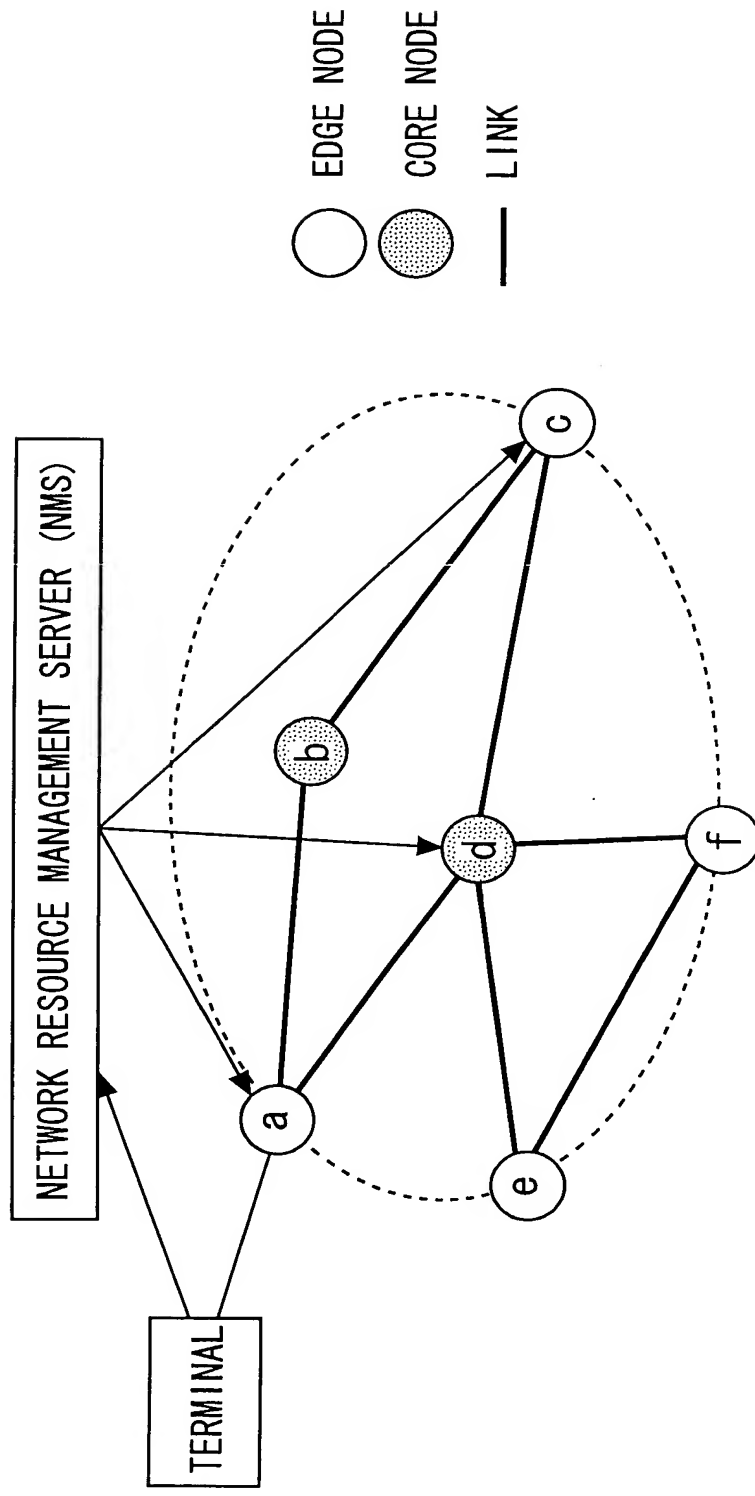 NETWORK RESOURCE MANAGEMENT SERVER (NMS)
TERMINAL
a
b
c
d
e
f
EDGE NODE
CORE NODE
LINK